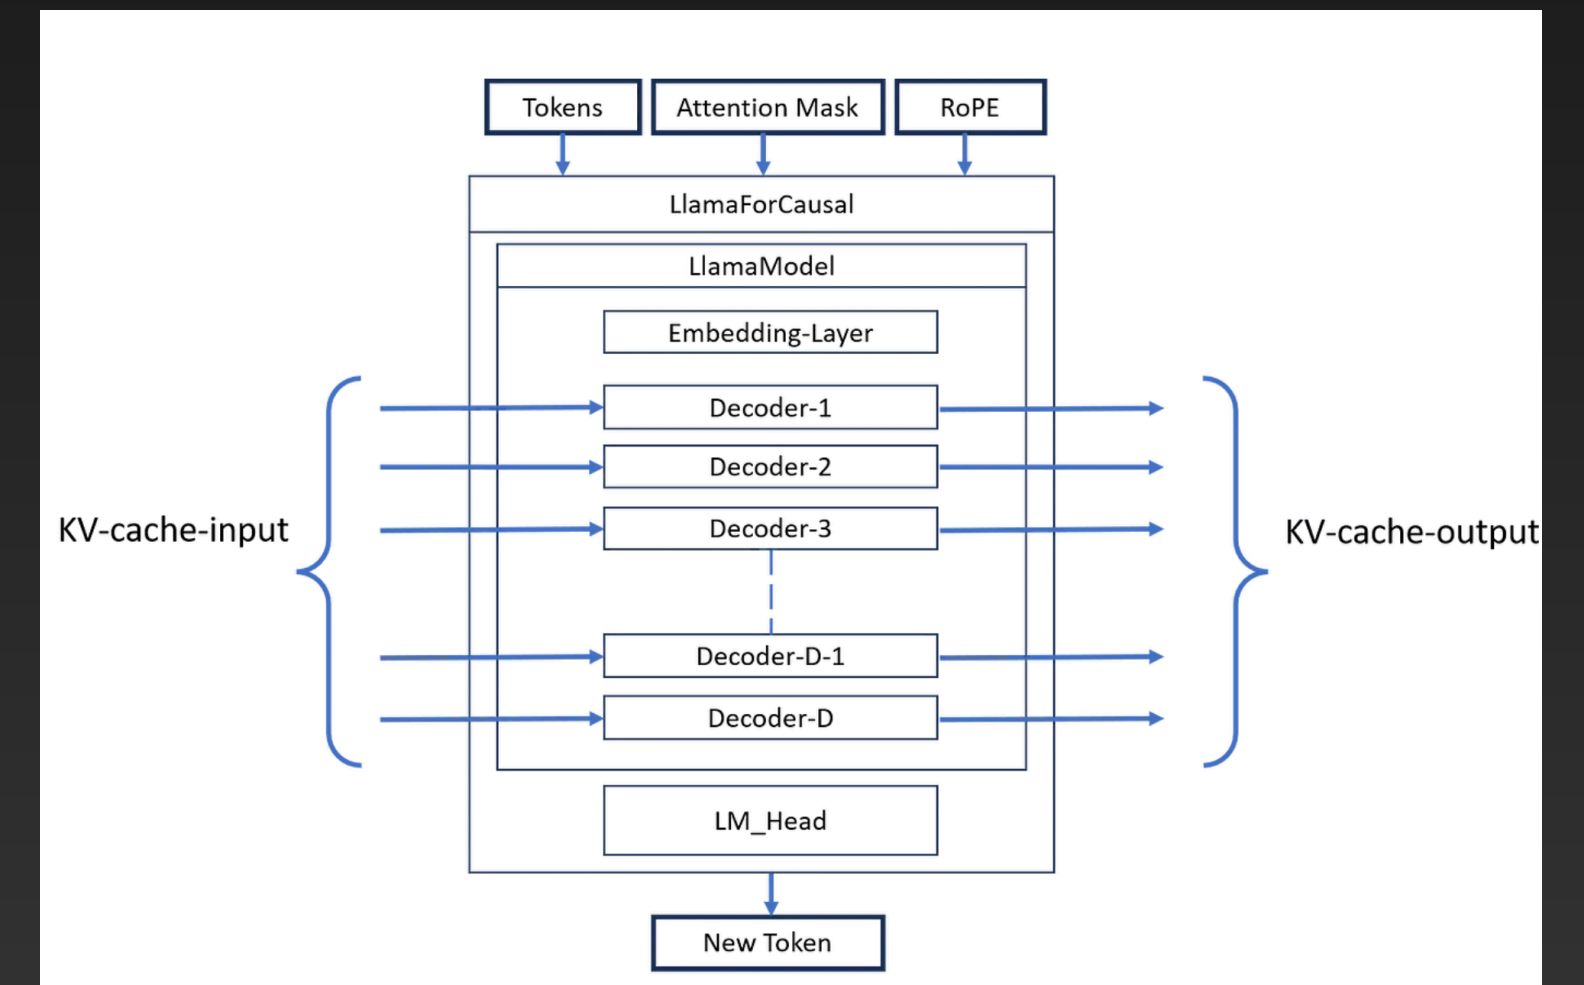 Tokens
Attention Mask
RoPE
LlamaForCausal
LlamaModel
Embedding-Layer
Decoder-1
Decoder-2
Decoder-3
KV-cache-input
KV-cache-output
Decoder-D-1
Decoder-D
LM_Head
New Token